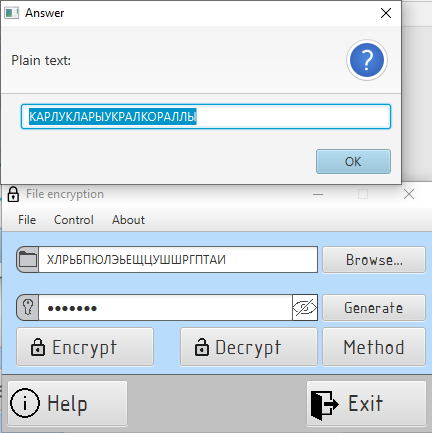 Answer
Plain text:
КАРЛУКЛАРЫУКРАЛКОРАЛЛЫ
OK
File encryption
File Control About
ХЛРЬБПЮЛЭЬЕЩЦУШШРГПТАИ
Browse...
Generate
Encrypt Decrypt Method
Help Exit